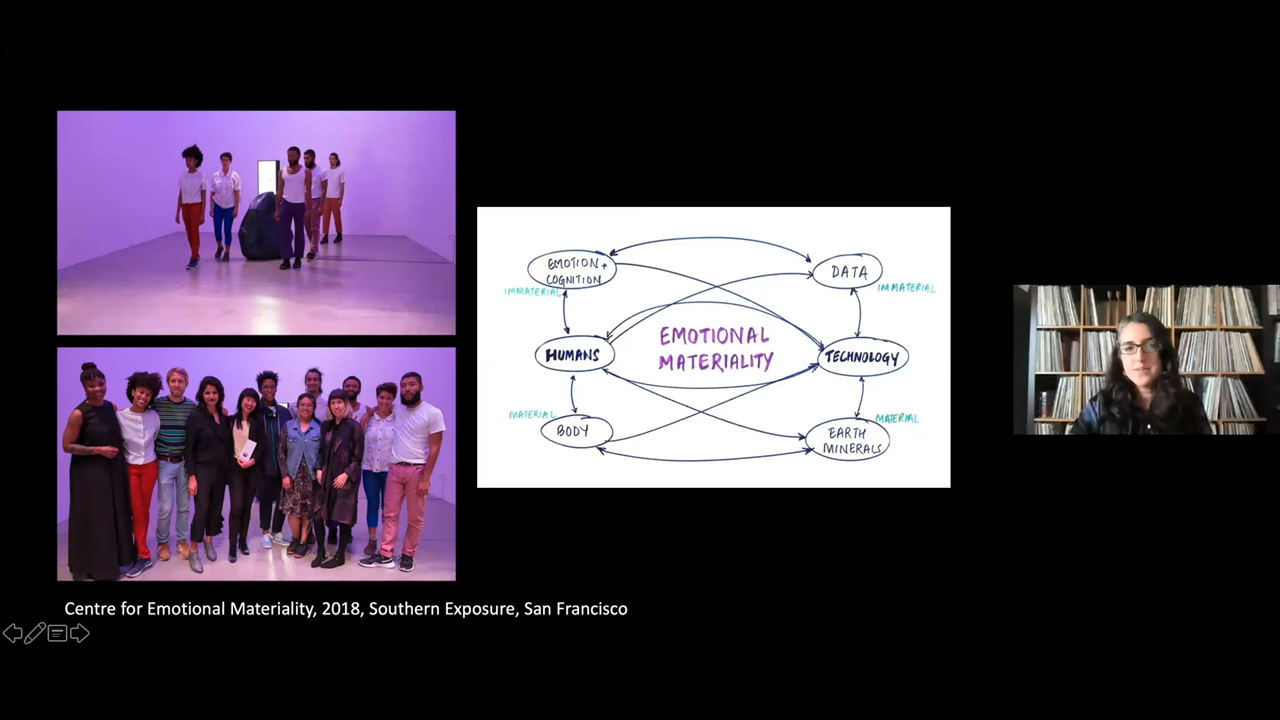 EMOTION +
COGNITION
IMMATERIAL
DATA
IMMATERIAL
HUMANS
EMOTIONAL
MATERIALITY
TECHNOLOGY
MATERIAL
BODY
MATERIAL
EARTH
MINERALS
Centre for Emotional Materiality, 2018, Southern Exposure, San Francisco